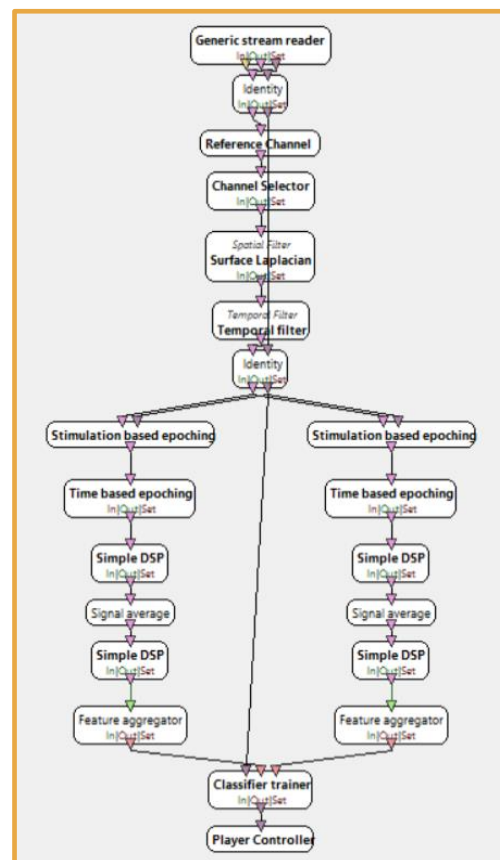 Generic stream reader
In|Out|Set
Identity
In|Out|Set
Reference Channel
Channel Selector
In|Out|Set
Spatial Filter
Surface Laplacian
In|Out|Set
Temporal Filter
Temporal filter
Identity
In|Out|Set
Stimulation based epoching
Time based epoching
In|Out|Set
Simple DSP
In|Out|Set
Signal average
Simple DSP
In|Out|Set
Feature aggregator
In|Out|Set
Stimulation based epoching
Time based epoching
In|Out|Set
Simple DSP
In|Out|Set
Signal average
Simple DSP
In|Out|Set
Feature aggregator
In|Out|Set
Classifier trainer
In|Out|Set
Player Controller